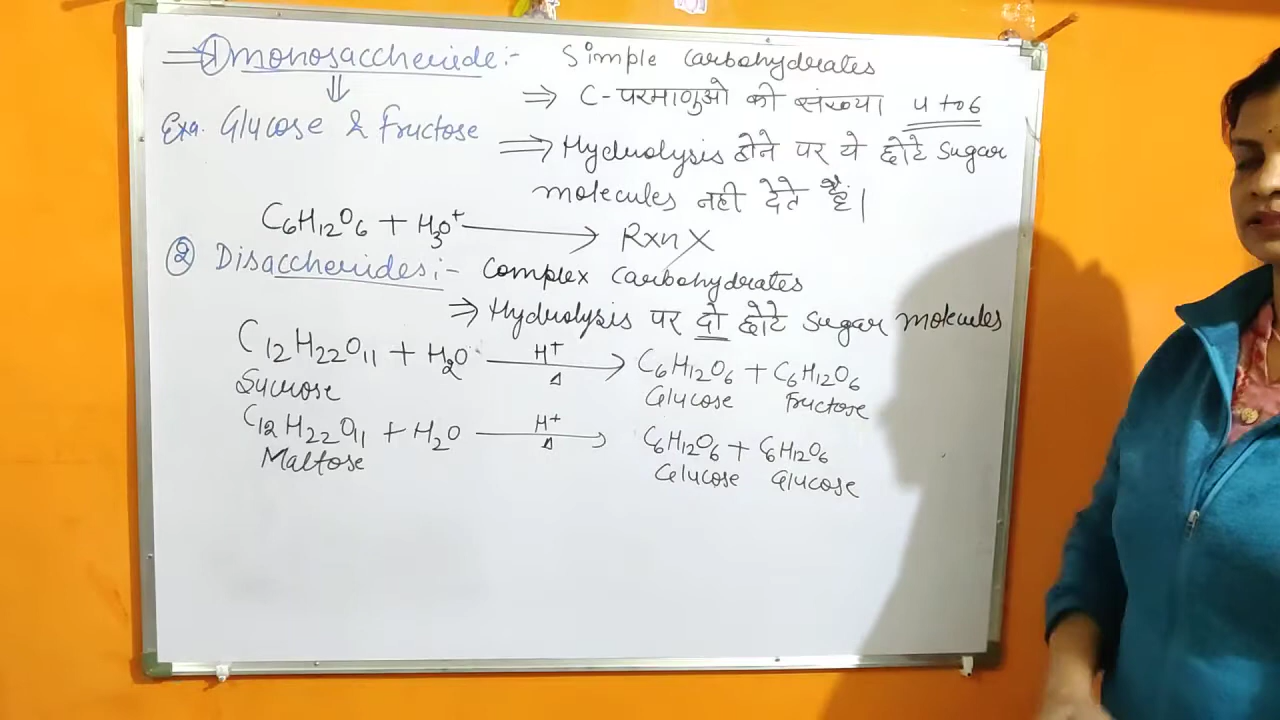 ⇒ ① monosaccheride :- Simple carbohydrates
⇓
⇒ C-परमाणुओ की संख्या 4 to 6
Exa. Glucose & Fructose
⇒ Hydrolysis होने पर ये छोटे Sugar
molecules नही देते है।
C₆H₁₂O₆ + H₃O⁺ ⟶ Rxn X
② Disaccherides :- Complex Carbohydrates
⇒ Hydrolysis पर दो छोटे Sugar molecules
C₁₂H₂₂O₁₁ + H₂O —H⁺/Δ→ C₆H₁₂O₆ + C₆H₁₂O₆
Sucrose Glucose Fructose
C₁₂H₂₂O₁₁ + H₂O —H⁺/Δ→ C₆H₁₂O₆ + C₆H₁₂O₆
Maltose Glucose Glucose